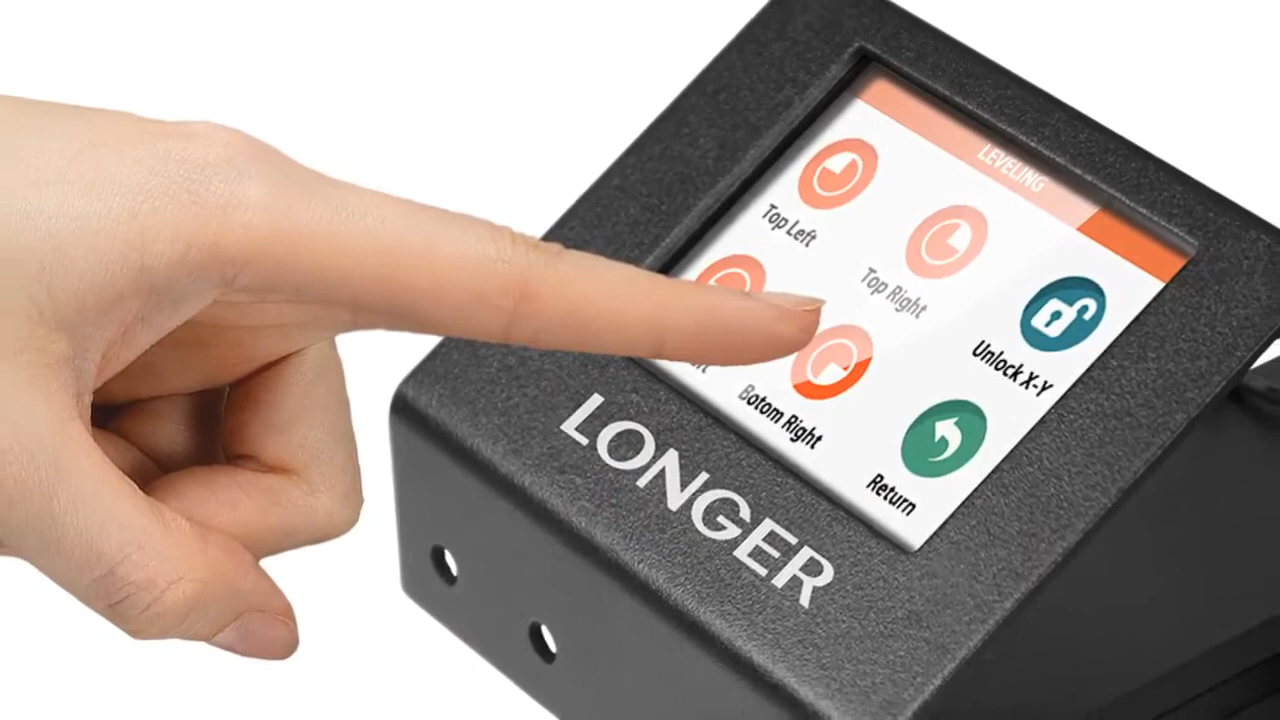 LEVELING
Top Left
Top Right
Unlock X-Y
Botom Right
Return
LONGER